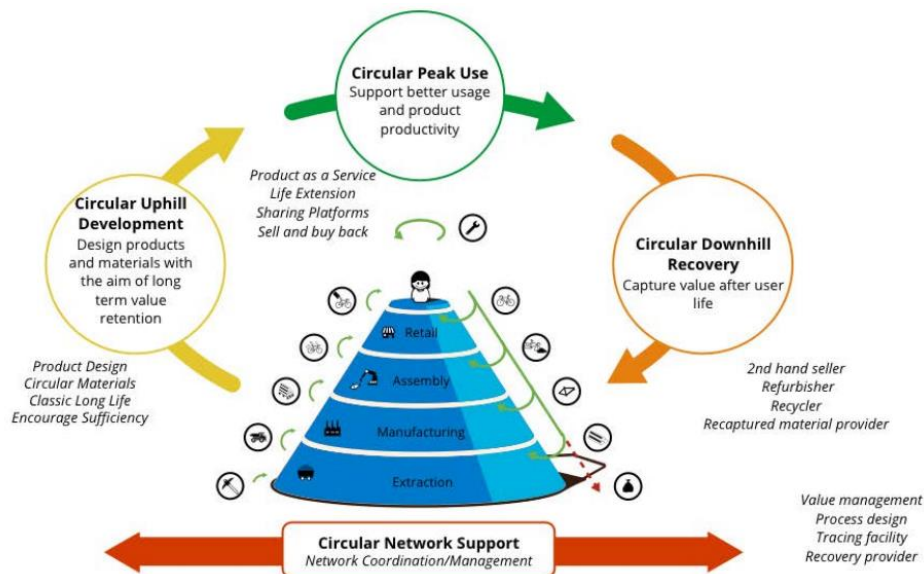 Circular Peak Use
Support better usage
and product
productivity
Product as a Service
Life Extension
Sharing Platforms
Sell and buy back
Circular Uphill
Development
Design products
and materials with
the aim of long
term value
retention
Product Design
Circular Materials
Classic Long Life
Encourage Sufficiency
Circular Downhill
Recovery
Capture value after user
life
2nd hand seller
Refurbisher
Recycler
Recaptured material provider
Retail
Assembly
Manufacturing
Extraction
Circular Network Support
Network Coordination/Management
Value management
Process design
Tracing facility
Recovery provider